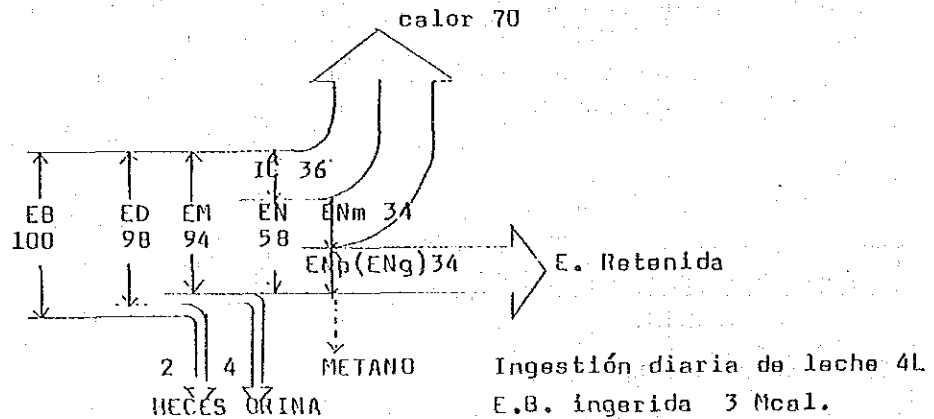 calor 70
IC 36
EB ED EM EN ENm 34
100 98 94 58
ENp(ENg)34 E. Retenida
2 4 METANO Ingestión diaria de leche 4L
HECES ORINA E.B. ingerida 3 Mcal.